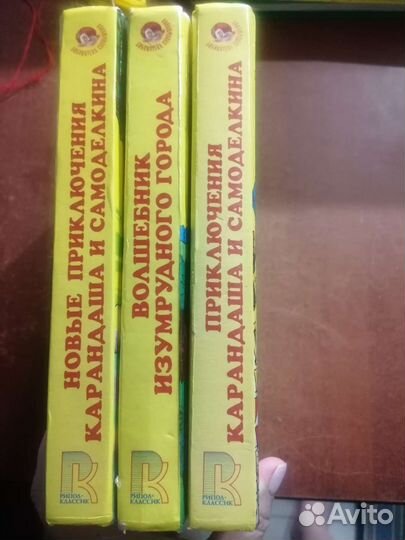 НОВЫЕ ПРИКЛЮЧЕНИЯ
КАРАНДАША И САМОДЕЛКИНА
РИПОЛ-
КЛАССИК
ВОЛШЕБНИК
ИЗУМРУДНОГО ГОРОДА
РИПОЛ-
КЛАССИК
ПРИКЛЮЧЕНИЯ
КАРАНДАША И САМОДЕЛКИНА
РИПОЛ-
КЛАССИК
Avito